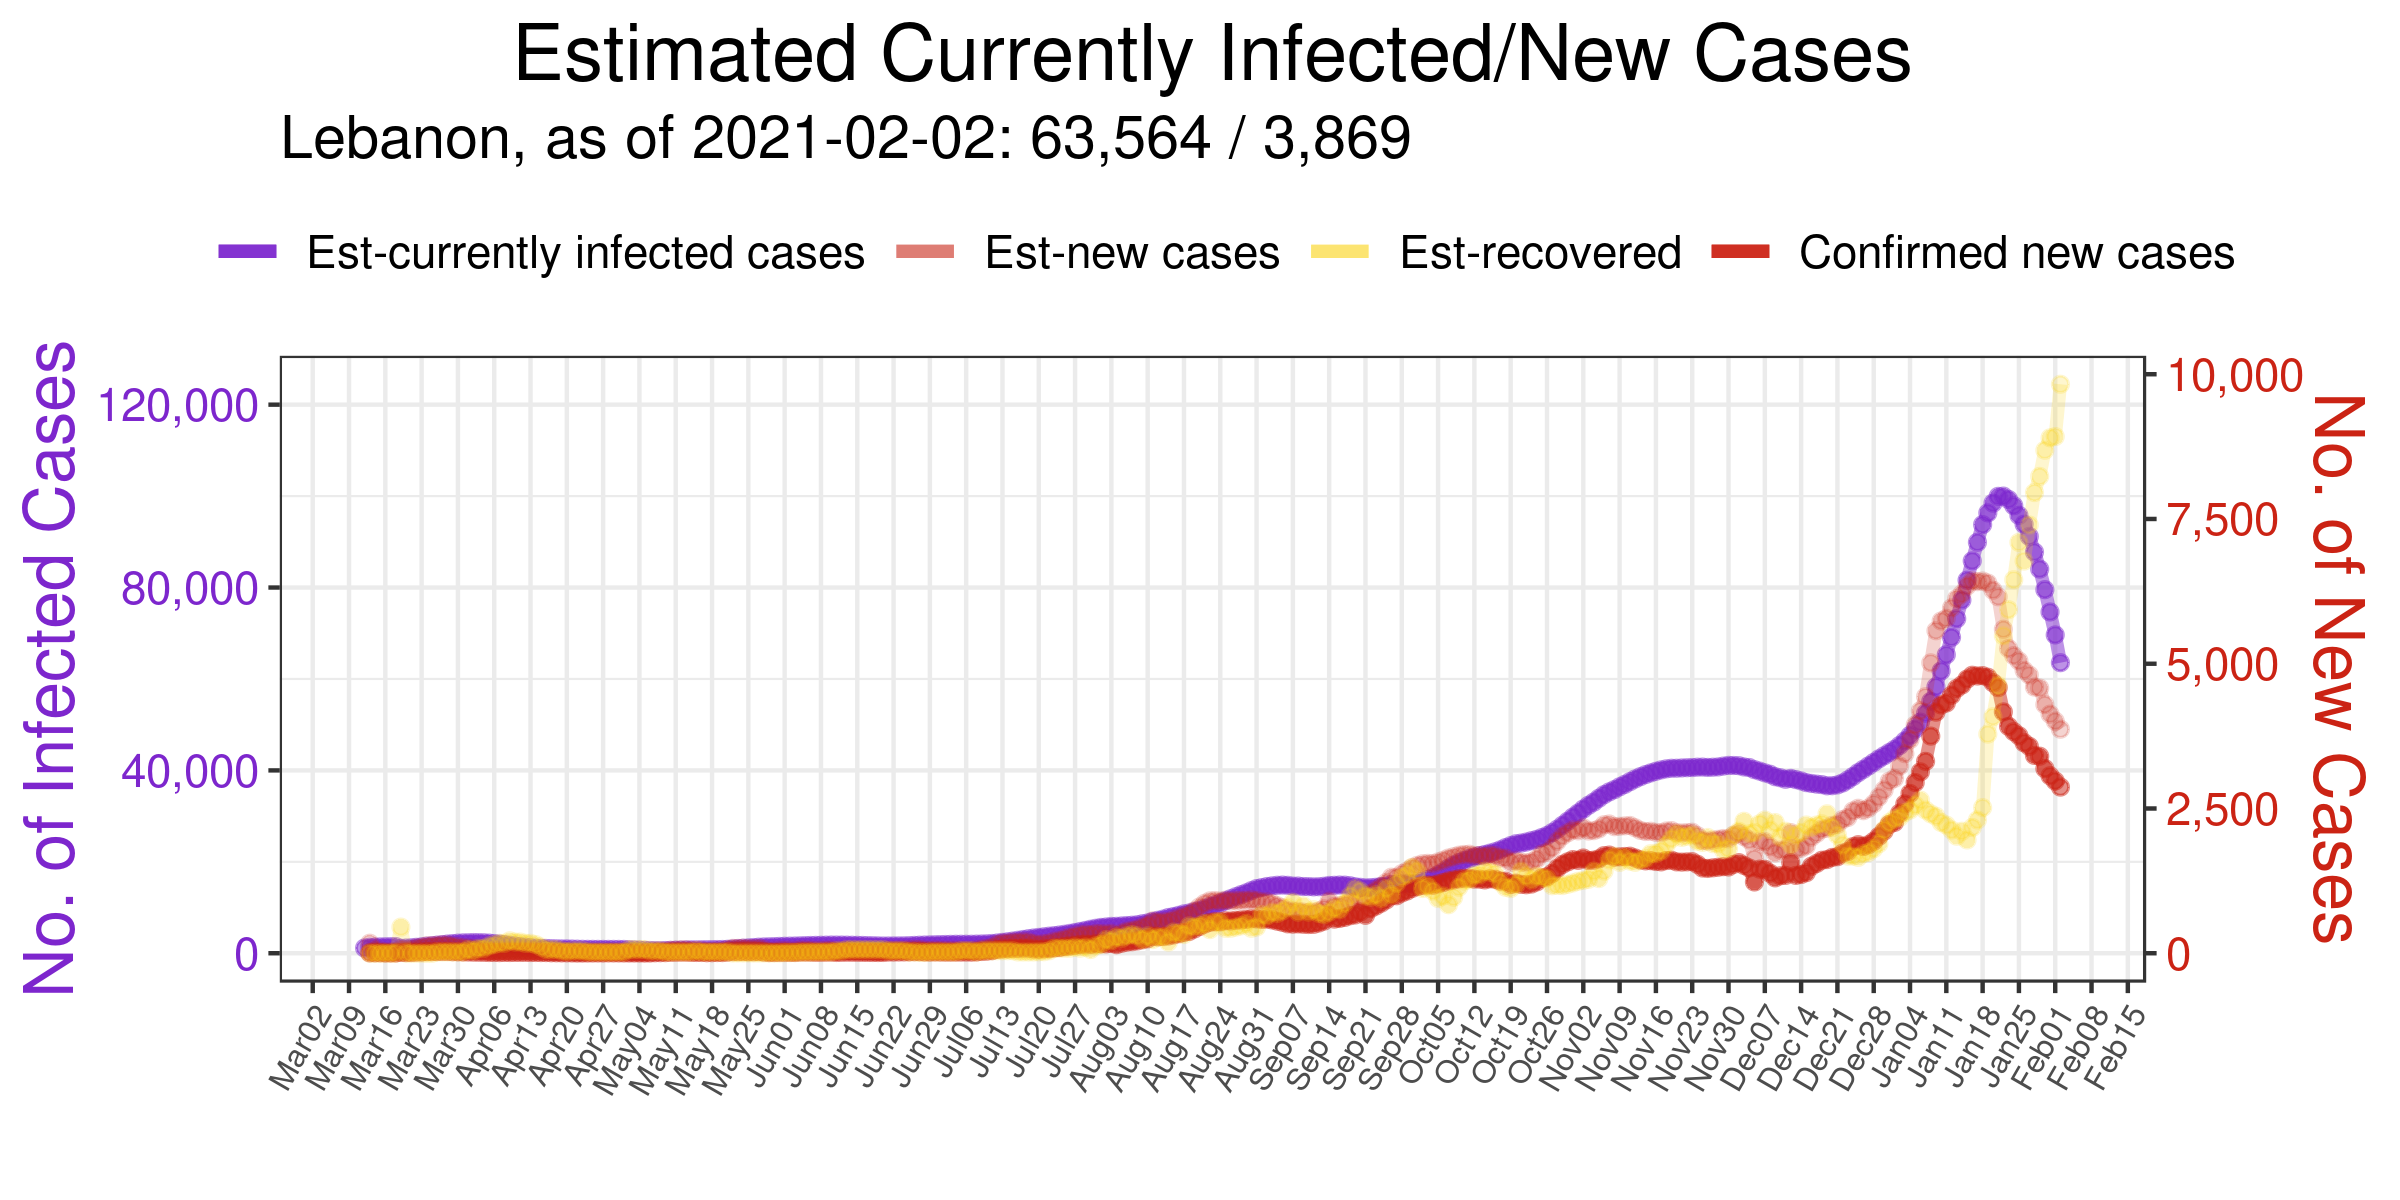 Estimated Currently Infected/New Cases
Lebanon, as of 2021-02-02: 63,564 / 3,869
Est-currently infected cases
Est-new cases
Est-recovered
Confirmed new cases
No. of Infected Cases
120,000
80,000
40,000
0
10,000
7,500
5,000
2,500
0
No. of New Cases
Mar02
Mar09
Mar16
Mar23
Mar30
Apr06
Apr13
Apr20
Apr27
May04
May11
May18
May25
Jun01
Jun08
Jun15
Jun22
Jun29
Jul06
Jul13
Jul20
Jul27
Aug03
Aug10
Aug17
Aug24
Aug31
Sep07
Sep14
Sep21
Sep28
Oct05
Oct12
Oct19
Oct26
Nov02
Nov09
Nov16
Nov23
Nov30
Dec07
Dec14
Dec21
Dec28
Jan04
Jan11
Jan18
Jan25
Feb01
Feb08
Feb15